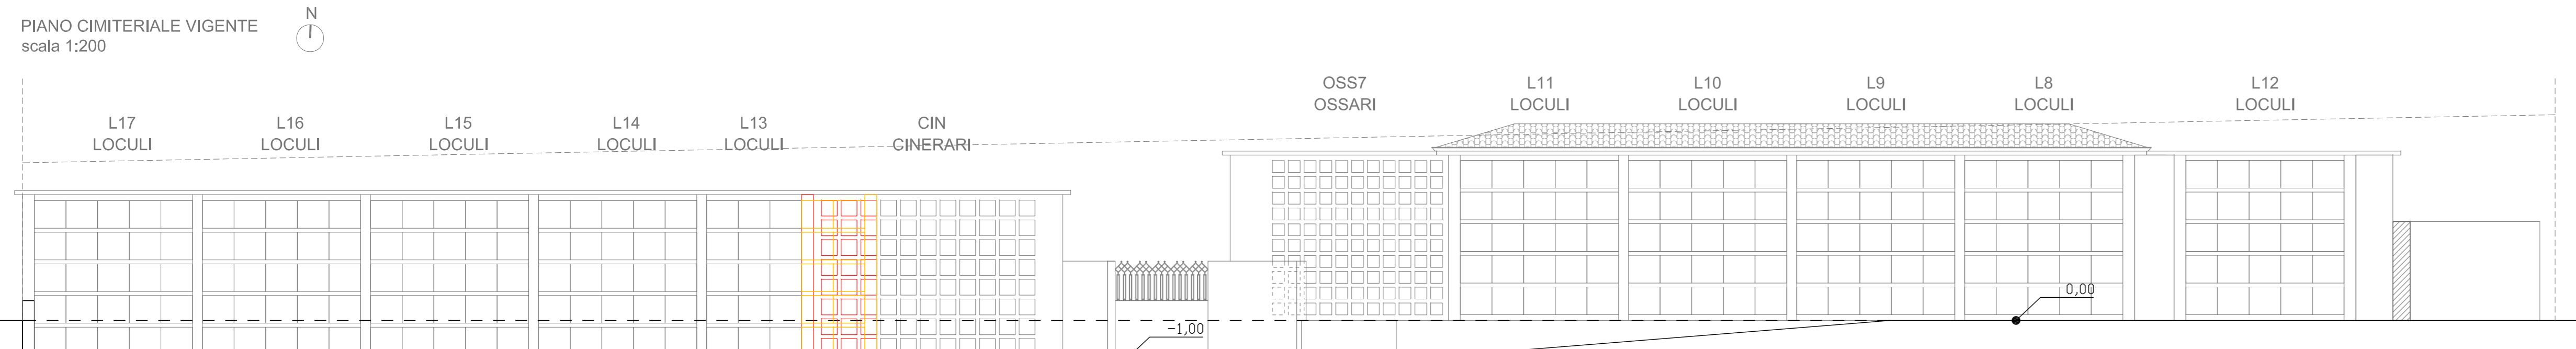 PIANO CIMITERIALE VIGENTE
scala 1:200
N
L17
LOCULI
L16
LOCULI
L15
LOCULI
L14
LOCULI
L13
LOCULI
CIN
CINERARI
OSS7
OSSARI
L11
LOCULI
L10
LOCULI
L9
LOCULI
L8
LOCULI
L12
LOCULI
0,00
-1,00